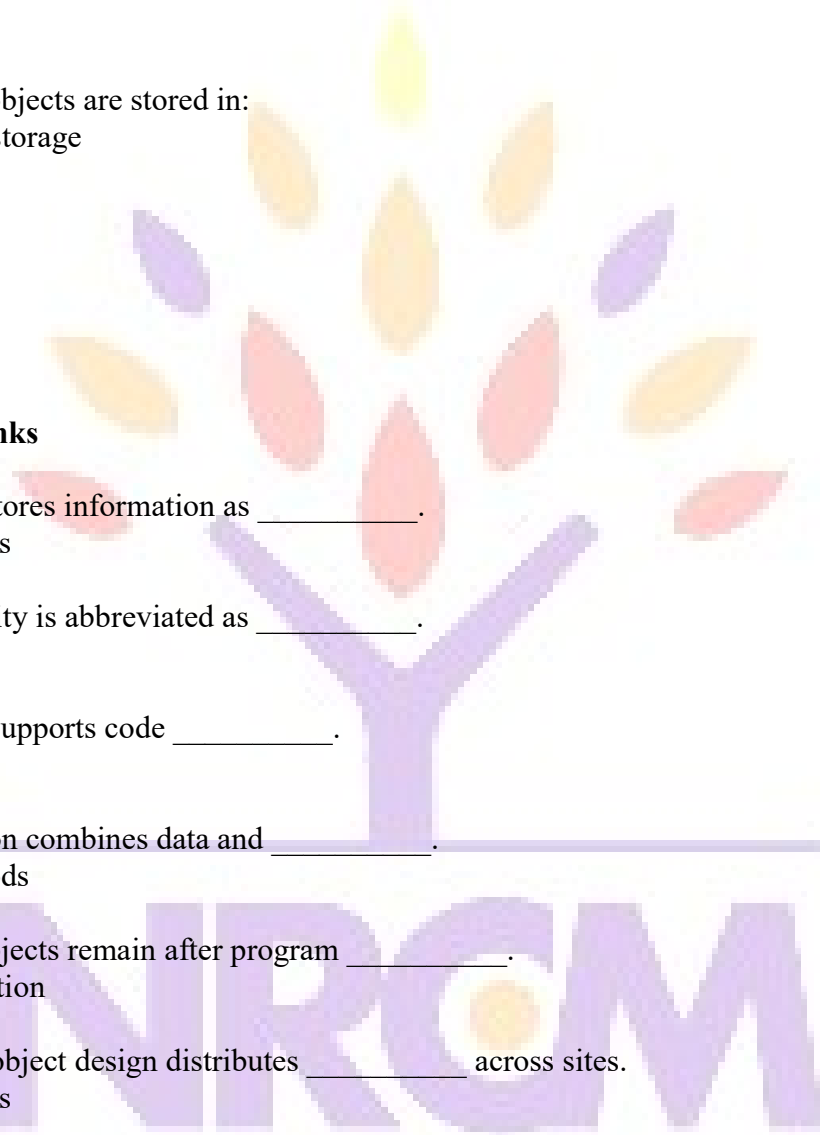 bjects are stored in:
torage
nks
tores information as __________.
s
ty is abbreviated as __________.
upports code __________.
on combines data and __________.
ds
jects remain after program __________.
tion
object design distributes __________ across sites.
s
NRCM